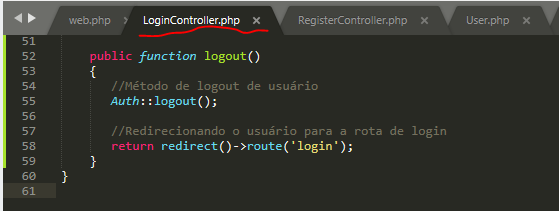 web.php LoginController.php RegisterController.php User.php
51
52 public function logout()
53 {
54 //Método de logout de usuário
55 Auth::logout();
56
57 //Redirecionando o usuário para a rota de login
58 return redirect()->route('login');
59 }
60 }
61